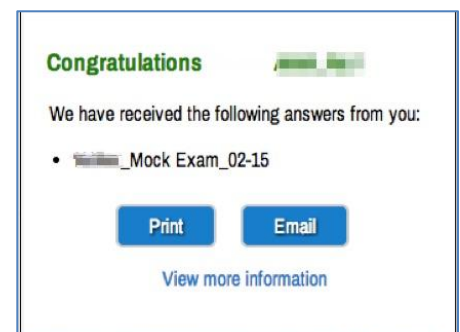 Congratulations
We have received the following answers from you:
• _Mock Exam_02-15
Print Email
View more information